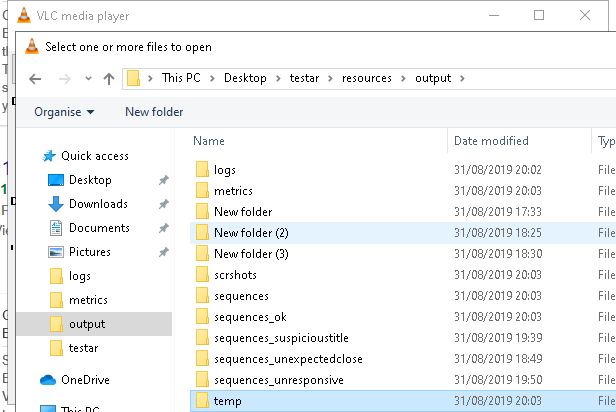 VLC media player
Select one or more files to open
This PC > Desktop > testar > resources > output >
Organise New folder
Name Date modified Typ
Quick access
Desktop
Downloads
Documents
Pictures
logs
metrics
output
testar
OneDrive
This PC
logs 31/08/2019 20:02 File
metrics 31/08/2019 20:03 File
New folder 31/08/2019 17:33 File
New folder (2) 31/08/2019 18:25 File
New folder (3) 31/08/2019 18:30 File
scrshots 31/08/2019 20:03 File
sequences 31/08/2019 20:03 File
sequences_ok 31/08/2019 20:03 File
sequences_suspicioustitle 31/08/2019 19:39 File
sequences_unexpectedclose 31/08/2019 18:49 File
sequences_unresponsive 31/08/2019 19:50 File
temp 31/08/2019 20:03 File